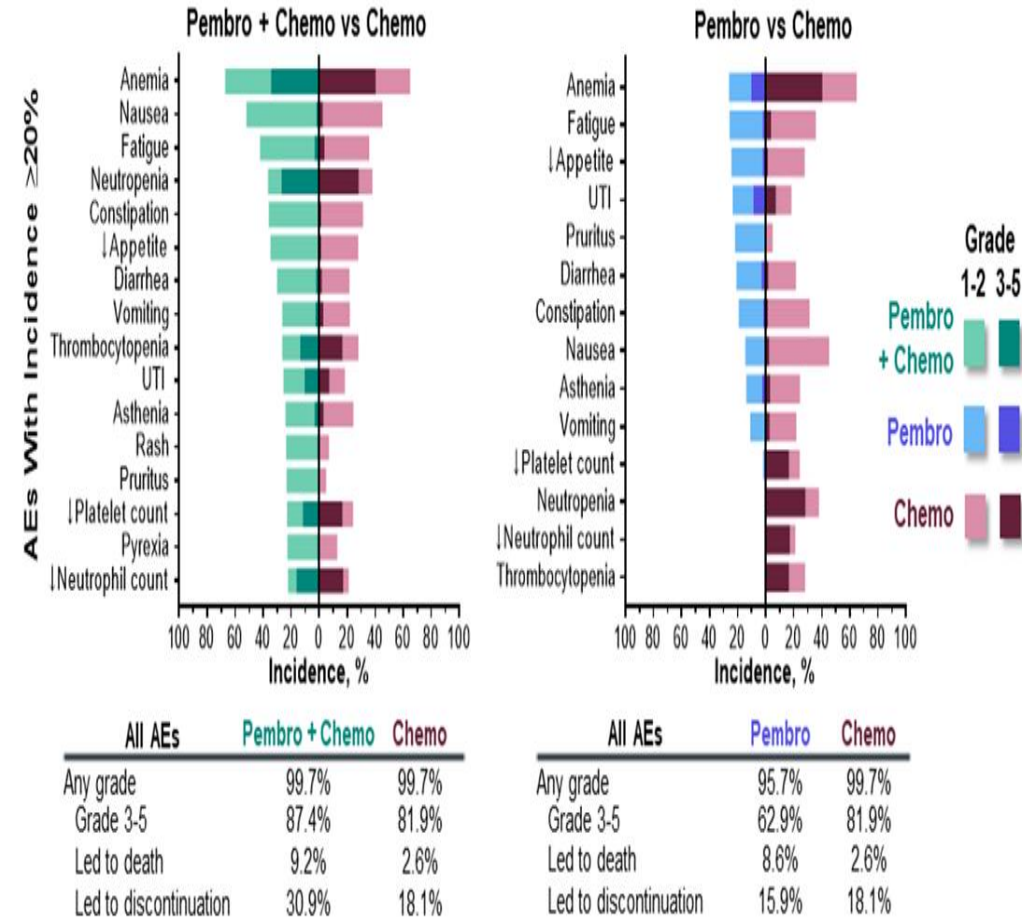 Pembro + Chemo vs Chemo
AEs With Incidence ≥20%
Anemia
Nausea
Fatigue
Neutropenia
Constipation
↓Appetite
Diarrhea
Vomiting
Thrombocytopenia
UTI
Asthenia
Rash
Pruritus
↓Platelet count
Pyrexia
↓Neutrophil count
100 80 60 40 20 0 20 40 60 80 100
Incidence, %
Pembro vs Chemo
Anemia
Fatigue
↓Appetite
UTI
Pruritus
Diarrhea
Constipation
Nausea
Asthenia
Vomiting
↓Platelet count
Neutropenia
↓Neutrophil count
Thrombocytopenia
100 80 60 40 20 0 20 40 60 80 100
Incidence, %
Grade
1-2 3-5
Pembro
+ Chemo
Pembro
Chemo
All AEs Pembro + Chemo Chemo
Any grade 99.7% 99.7%
Grade 3-5 87.4% 81.9%
Led to death 9.2% 2.6%
Led to discontinuation 30.9% 18.1%
All AEs Pembro Chemo
Any grade 95.7% 99.7%
Grade 3-5 62.9% 81.9%
Led to death 8.6% 2.6%
Led to discontinuation 15.9% 18.1%